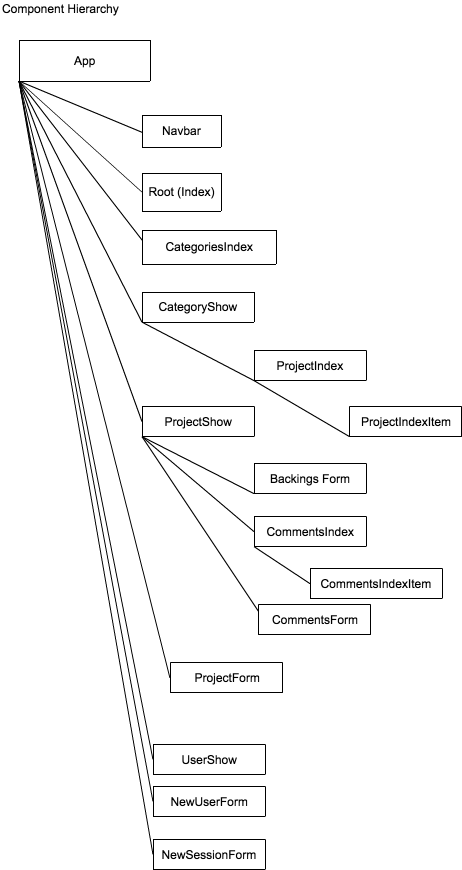 Component Hierarchy
App
Navbar
Root (Index)
CategoriesIndex
CategoryShow
ProjectIndex
ProjectIndexItem
ProjectShow
Backings Form
CommentsIndex
CommentsIndexItem
CommentsForm
ProjectForm
UserShow
NewUserForm
NewSessionForm